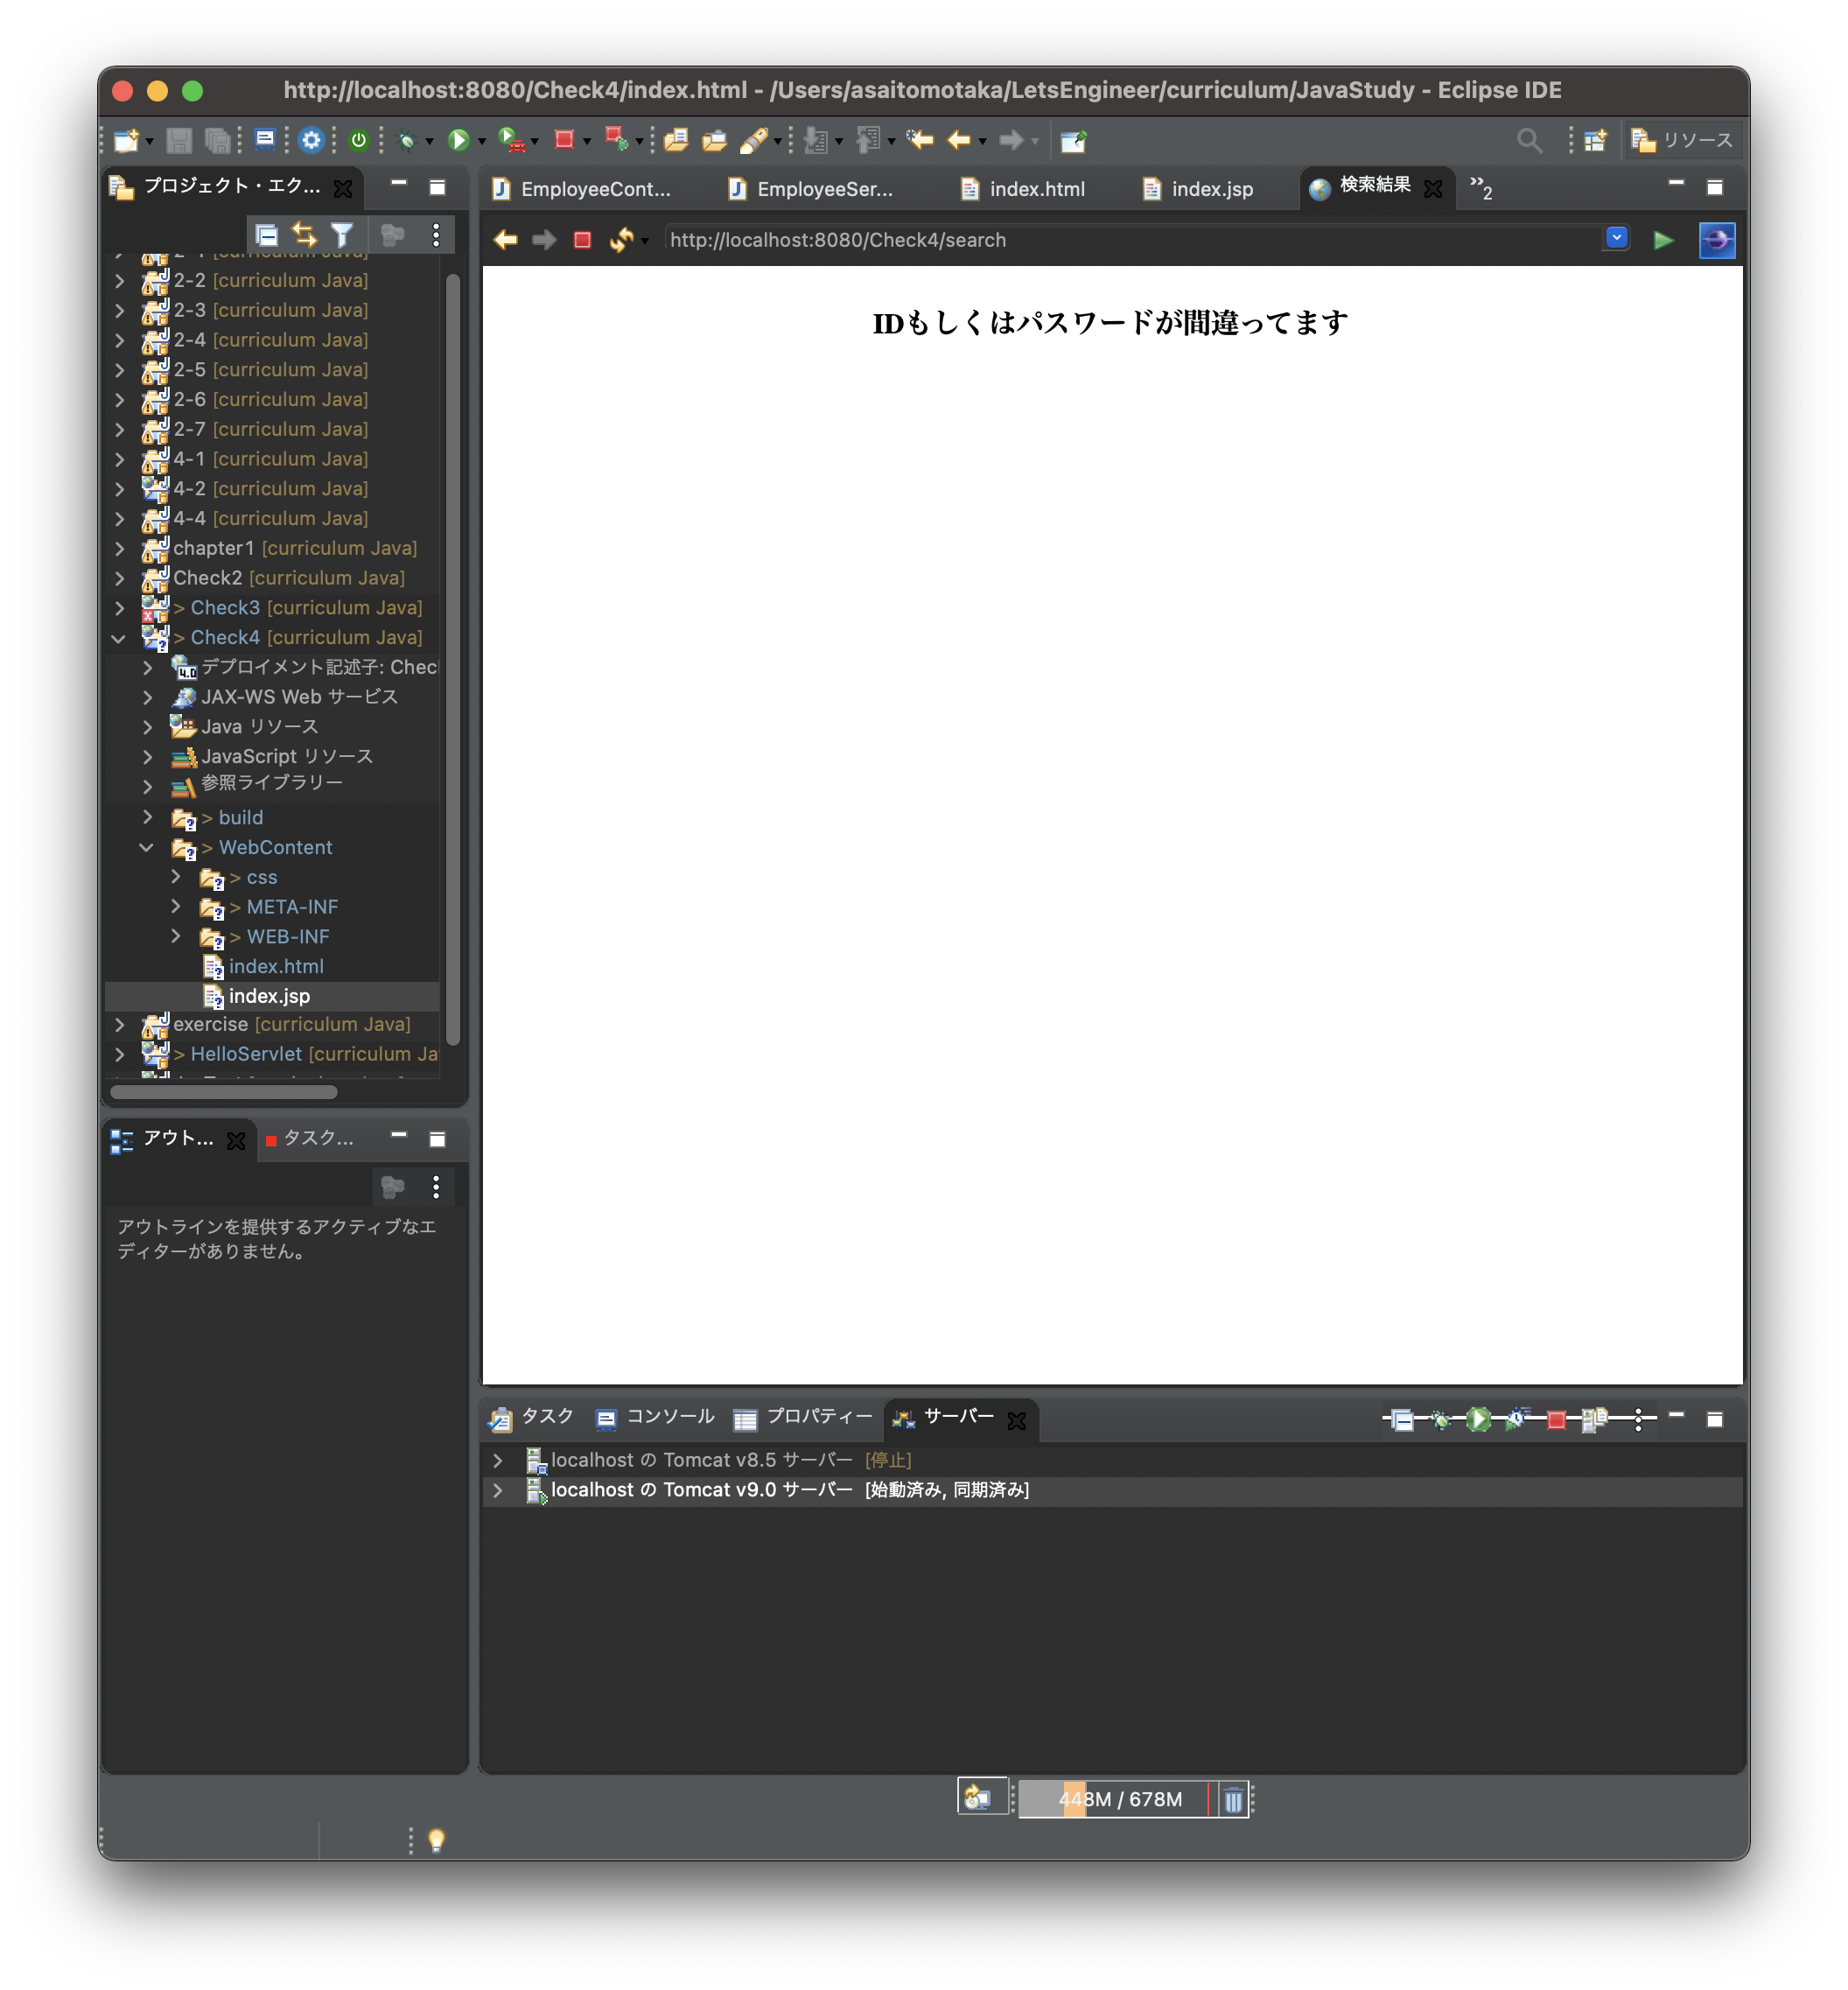 http://localhost:8080/Check4/index.html - /Users/asaitomotaka/LetsEngineer/curriculum/JavaStudy - Eclipse IDE
リソース
プロジェクト・エク...
EmployeeCont...
EmployeeSer...
index.html
index.jsp
検索結果
2
http://localhost:8080/Check4/search
2-2 [curriculum Java]
2-3 [curriculum Java]
2-4 [curriculum Java]
2-5 [curriculum Java]
2-6 [curriculum Java]
2-7 [curriculum Java]
4-1 [curriculum Java]
4-2 [curriculum Java]
4-4 [curriculum Java]
chapter1 [curriculum Java]
Check2 [curriculum Java]
> Check3 [curriculum Java]
> Check4 [curriculum Java]
デプロイメント記述子: Chec
JAX-WS Web サービス
Java リソース
JavaScript リソース
参照ライブラリー
> build
> WebContent
> css
> META-INF
> WEB-INF
index.html
index.jsp
exercise [curriculum Java]
> HelloServlet [curriculum Ja
IDもしくはパスワードが間違ってます
アウト...
タスク...
アウトラインを提供するアクティブなエ
ディターがありません。
タスク
コンソール
プロパティー
サーバー
localhost の Tomcat v8.5 サーバー [停止]
localhost の Tomcat v9.0 サーバー [始動済み, 同期済み]
448M / 678M